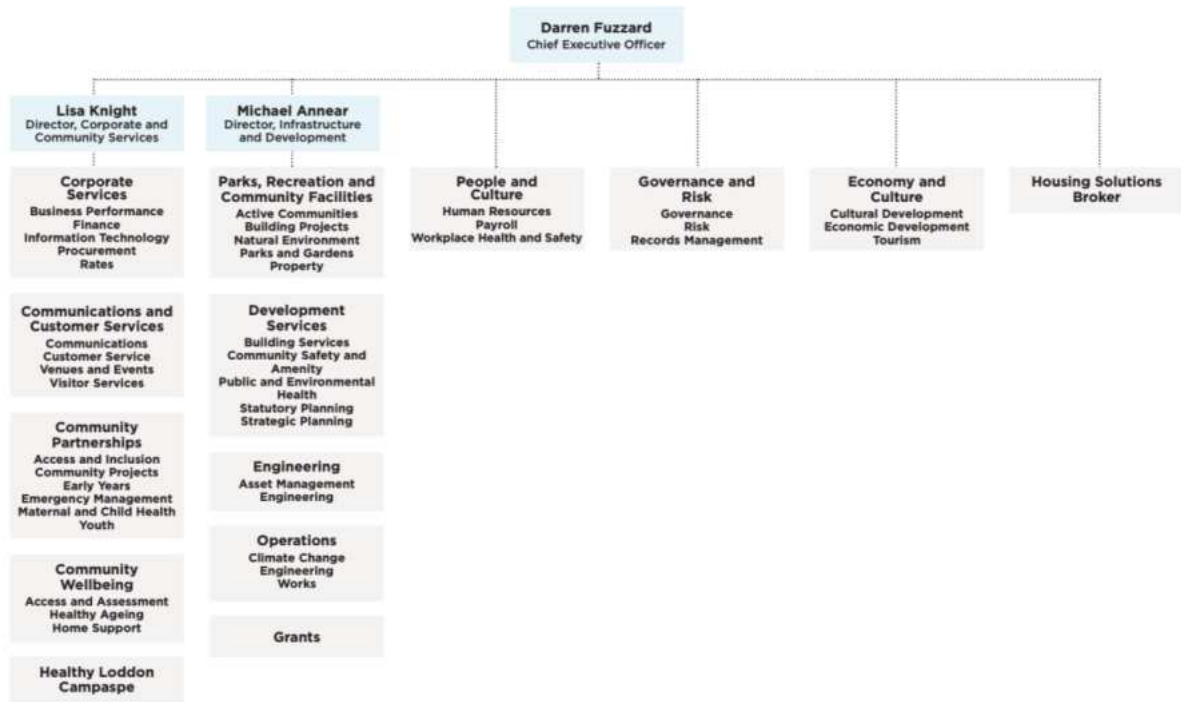 Darren Fuzzard
Chief Executive Officer
Lisa Knight
Director, Corporate and
Community Services
Michael Annear
Director, Infrastructure
and Development
Corporate
Services
Business Performance
Finance
Information Technology
Procurement
Rates
Communications and
Customer Services
Communications
Customer Service
Venues and Events
Visitor Services
Community
Partnerships
Access and Inclusion
Community Projects
Early Years
Emergency Management
Maternal and Child Health
Youth
Community
Wellbeing
Access and Assessment
Healthy Ageing
Home Support
Healthy Loddon
Campaspe
Parks, Recreation and
Community Facilities
Active Communities
Building Projects
Natural Environment
Parks and Gardens
Property
Development
Services
Building Services
Community Safety and
Amenity
Public and Environmental
Health
Statutory Planning
Strategic Planning
Engineering
Asset Management
Engineering
Operations
Climate Change
Engineering
Works
Grants
People and
Culture
Human Resources
Payroll
Workplace Health and Safety
Governance and
Risk
Governance
Risk
Records Management
Economy and
Culture
Cultural Development
Economic Development
Tourism
Housing Solutions
Broker